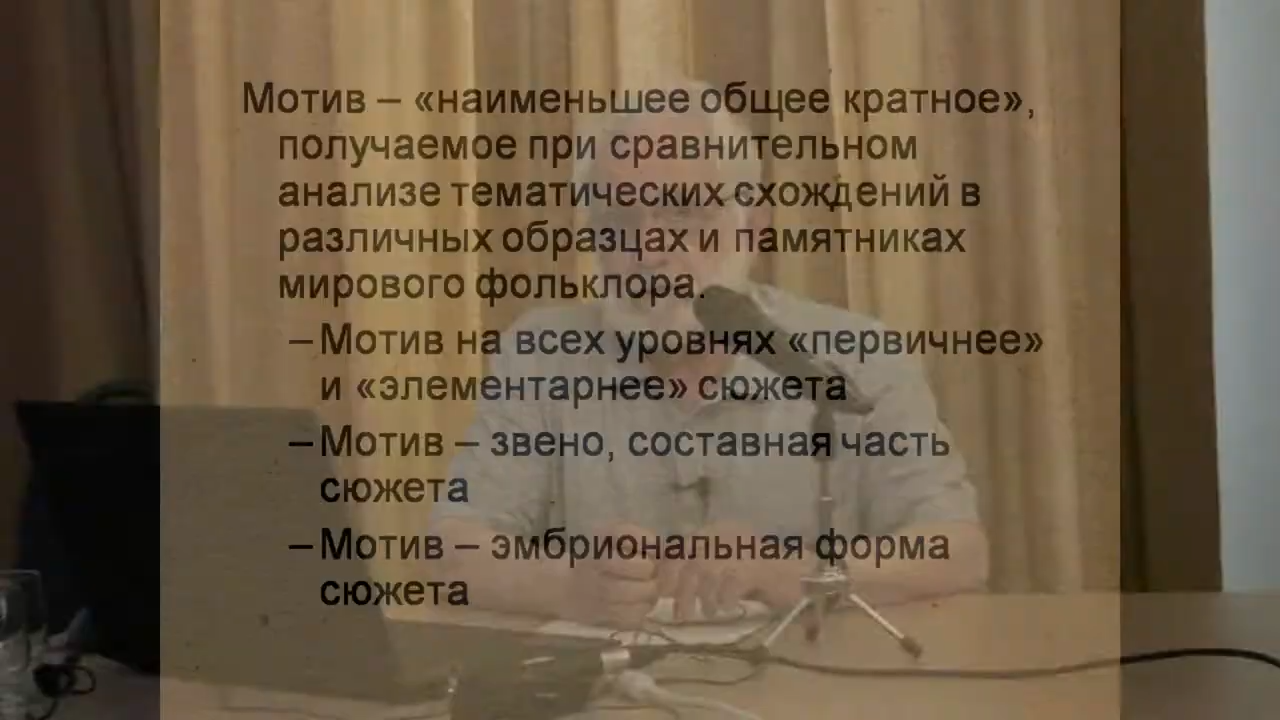 Мотив – «наименьшее общее кратное»,
получаемое при сравнительном
анализе тематических схождений в
различных образцах и памятниках
мирового фольклора.
– Мотив на всех уровнях «первичнее»
и «элементарнее» сюжета
– Мотив – звено, составная часть
сюжета
– Мотив – эмбриональная форма
сюжета